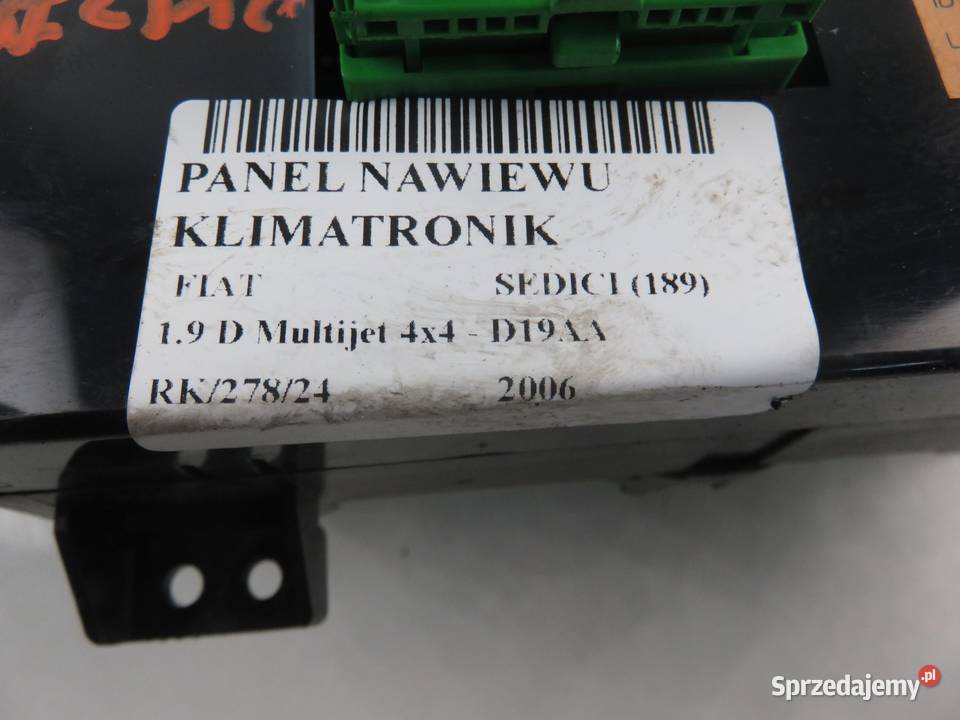 PANEL NAWIEWU
KLIMATRONIK
FIAT SEDICI (189)
1.9 D Multijet 4x4 - D19AA
RK/278/24 2006
Sprzedajemy.pl